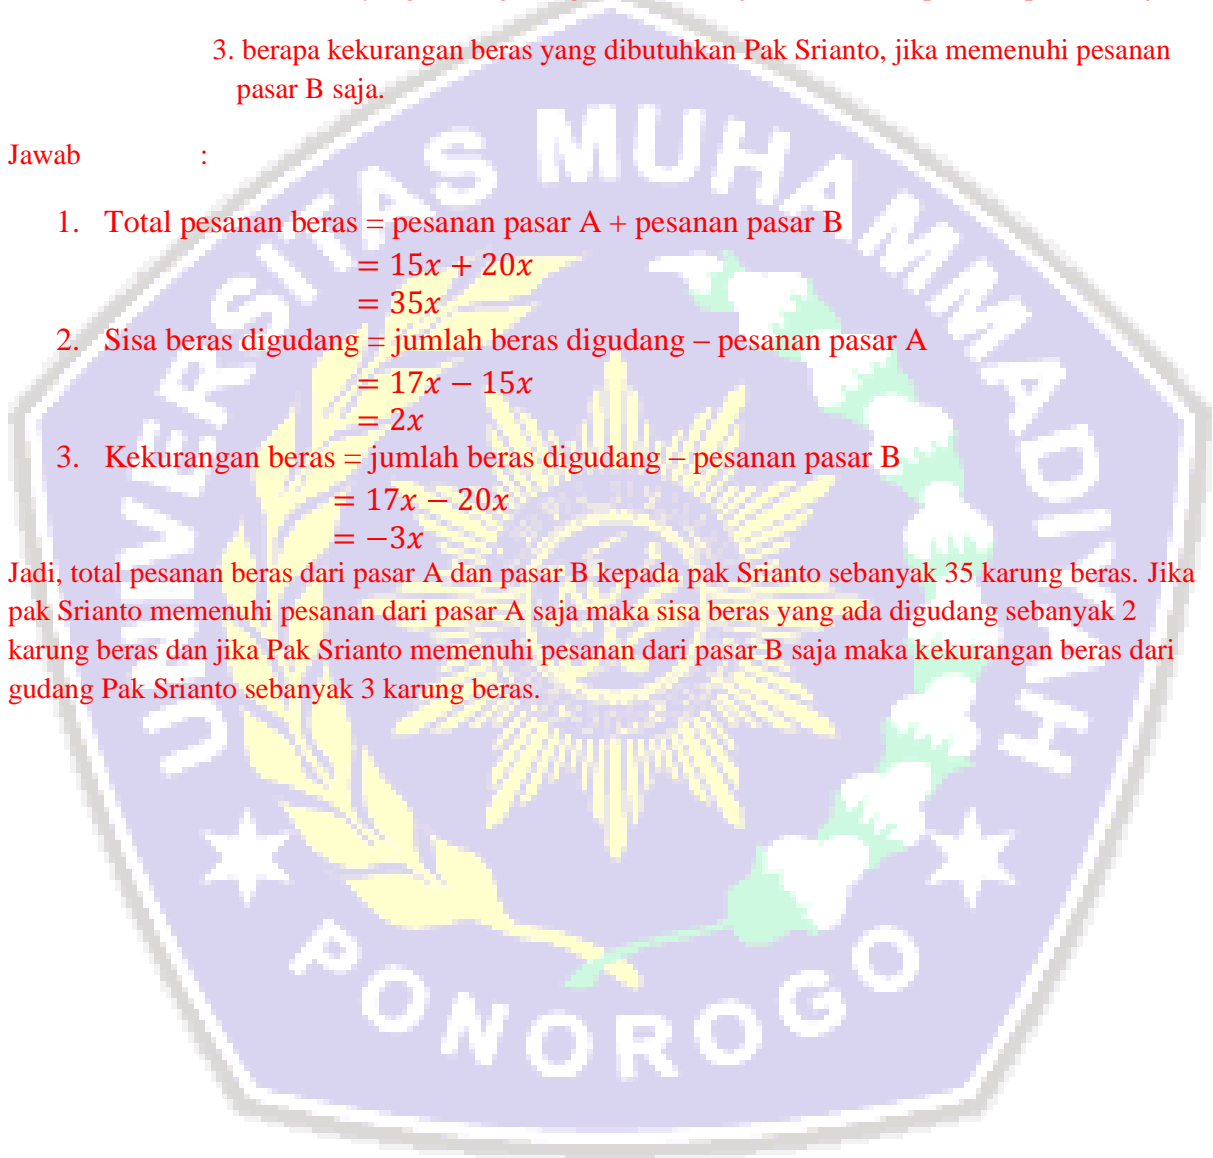 3. berapa kekurangan beras yang dibutuhkan Pak Srianto, jika memenuhi pesanan
pasar B saja.
Jawab :
1. Total pesanan beras = pesanan pasar A + pesanan pasar B
= 15𝑥 + 20𝑥
= 35𝑥
2. Sisa beras digudang = jumlah beras digudang – pesanan pasar A
= 17𝑥 − 15𝑥
= 2𝑥
3. Kekurangan beras = jumlah beras digudang – pesanan pasar B
= 17𝑥 − 20𝑥
= −3𝑥
Jadi, total pesanan beras dari pasar A dan pasar B kepada pak Srianto sebanyak 35 karung beras. Jika
pak Srianto memenuhi pesanan dari pasar A saja maka sisa beras yang ada digudang sebanyak 2
karung beras dan jika Pak Srianto memenuhi pesanan dari pasar B saja maka kekurangan beras dari
gudang Pak Srianto sebanyak 3 karung beras.
UNIVERSITAS MUHAMMADIYAH
PONOROGO